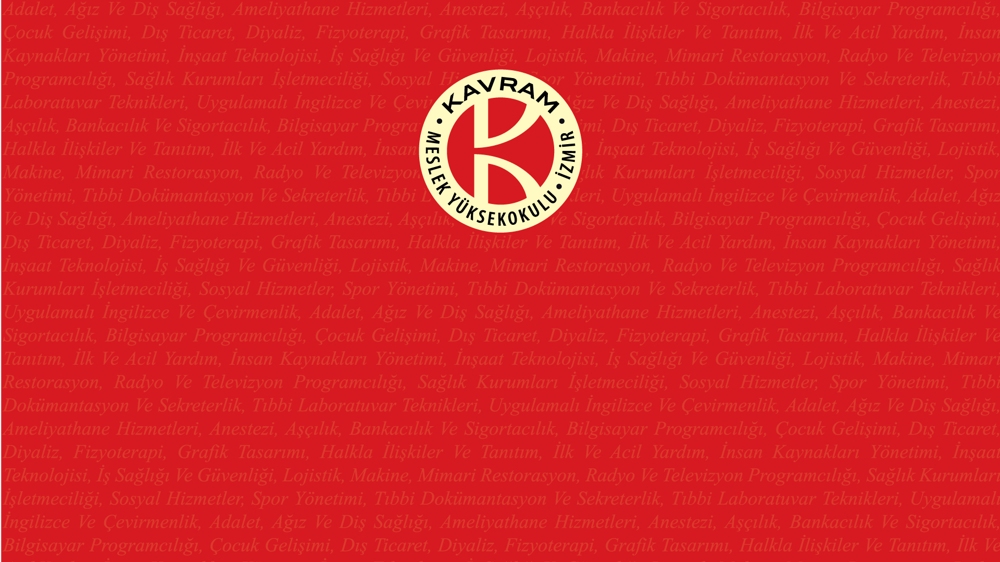 Adalet, Ağız Ve Diş Sağlığı, Ameliyathane Hizmetleri, Anestezi, Aşçılık, Bankacılık Ve Sigortacılık, Bilgisayar Programcılığı,
Çocuk Gelişimi, Dış Ticaret, Diyaliz, Fizyoterapi, Grafik Tasarımı, Halkla İlişkiler Ve Tanıtım, İlk Ve Acil Yardım, İnsan
Kaynakları Yönetimi, İnşaat Teknolojisi, İş Sağlığı Ve Güvenliği, Lojistik, Makine, Mimari Restorasyon, Radyo Ve Televizyon
Programcılığı, Sağlık Kurumları İşletmeciliği, Sosyal Yönetimi, Tıbbi Dokümantasyon Ve Sekreterlik, Tıbbi
Laboratuvar Teknikleri, Uygulamalı İngilizce Ve Ve Diş Sağlığı, Ameliyathane Hizmetleri, Anestezi,
Aşçılık, Bankacılık Ve Sigortacılık, Bilgisayar Dış Ticaret, Diyaliz, Fizyoterapi, Grafik Tasarımı,
Halkla İlişkiler Ve Tanıtım, İlk Ve Acil Yardım, İnsan İnşaat Teknolojisi, İş Sağlığı Ve Güvenliği, Lojistik,
Makine, Mimari Restorasyon, Radyo Ve Televizyon Kurumları İşletmeciliği, Sosyal Hizmetler, Spor
Yönetimi, Tıbbi Dokümantasyon Ve Sekreterlik, Tıbbi Uygulamalı İngilizce Ve Çevirmenlik, Adalet, Ağız
Ve Diş Sağlığı, Ameliyathane Hizmetleri, Anestezi, Aşçılık, Ve Sigortacılık, Bilgisayar Programcılığı, Çocuk Gelişimi,
Dış Ticaret, Diyaliz, Fizyoterapi, Grafik Tasarımı, Halkla İlişkiler Ve Tanıtım, İlk Ve Acil Yardım, İnsan Kaynakları Yönetimi,
İnşaat Teknolojisi, İş Sağlığı Ve Güvenliği, Lojistik, Makine, Mimari Restorasyon, Radyo Ve Televizyon Programcılığı, Sağlık
Kurumları İşletmeciliği, Sosyal Hizmetler, Spor Yönetimi, Tıbbi Dokümantasyon Ve Sekreterlik, Tıbbi Laboratuvar Teknikleri,
Uygulamalı İngilizce Ve Çevirmenlik, Adalet, Ağız Ve Diş Sağlığı, Ameliyathane Hizmetleri, Anestezi, Aşçılık, Bankacılık Ve
Sigortacılık, Bilgisayar Programcılığı, Çocuk Gelişimi, Dış Ticaret, Diyaliz, Fizyoterapi, Grafik Tasarımı, Halkla İlişkiler Ve
Tanıtım, İlk Ve Acil Yardım, İnsan Kaynakları Yönetimi, İnşaat Teknolojisi, İş Sağlığı Ve Güvenliği, Lojistik, Makine, Mimari
Restorasyon, Radyo Ve Televizyon Programcılığı, Sağlık Kurumları İşletmeciliği, Sosyal Hizmetler, Spor Yönetimi, Tıbbi
Dokümantasyon Ve Sekreterlik, Tıbbi Laboratuvar Teknikleri, Uygulamalı İngilizce Ve Çevirmenlik, Adalet, Ağız Ve Diş Sağlığı,
Ameliyathane Hizmetleri, Anestezi, Aşçılık, Bankacılık Ve Sigortacılık, Bilgisayar Programcılığı, Çocuk Gelişimi, Dış Ticaret,
Diyaliz, Fizyoterapi, Grafik Tasarımı, Halkla İlişkiler Ve Tanıtım, İlk Ve Acil Yardım, İnsan Kaynakları Yönetimi, İnşaat
Teknolojisi, İş Sağlığı Ve Güvenliği, Lojistik, Makine, Mimari Restorasyon, Radyo Ve Televizyon Programcılığı, Sağlık Kurumları
İşletmeciliği, Sosyal Hizmetler, Spor Yönetimi, Tıbbi Dokümantasyon Ve Sekreterlik, Tıbbi Laboratuvar Teknikleri, Uygulamalı
İngilizce Ve Çevirmenlik, Adalet, Ağız Ve Diş Sağlığı, Ameliyathane Hizmetleri, Anestezi, Aşçılık, Bankacılık Ve Sigortacılık,
Bilgisayar Programcılığı, Çocuk Gelişimi, Dış Ticaret, Diyaliz, Fizyoterapi, Grafik Tasarımı, Halkla İlişkiler Ve Tanıtım, İlk Ve
• KAVRAM •
MESLEK YÜKSEKOKULU • İZMİR